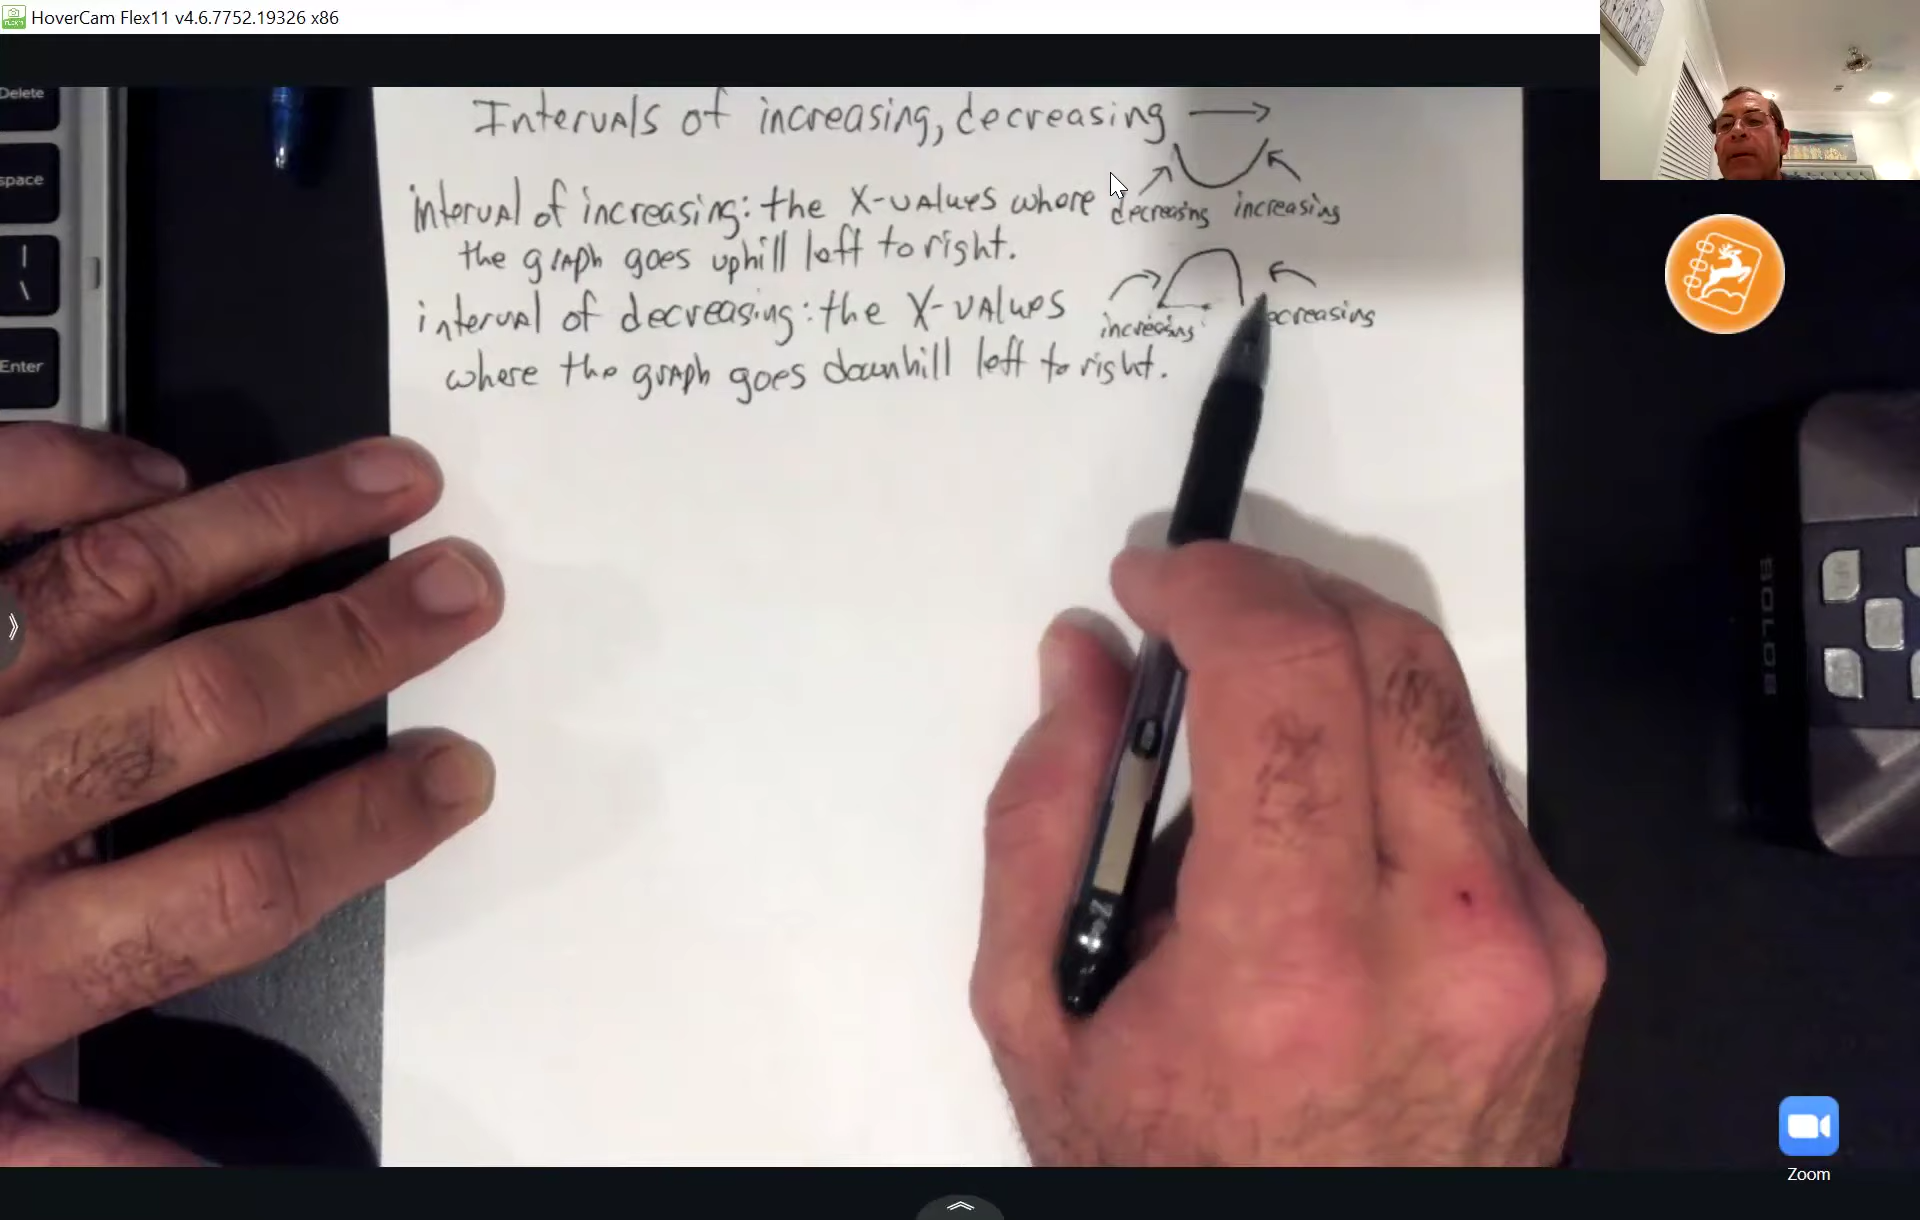 HoverCam Flex11 v4.6.7752.19326 x86
Delete
space
Enter
Intervals of increasing, decreasing →
interval of increasing: the x-values where
the graph goes uphill left to right.
decreasing increasing
interval of decreasing: the x-values
where the graph goes downhill left to right.
increasing ecreasing
Zoom